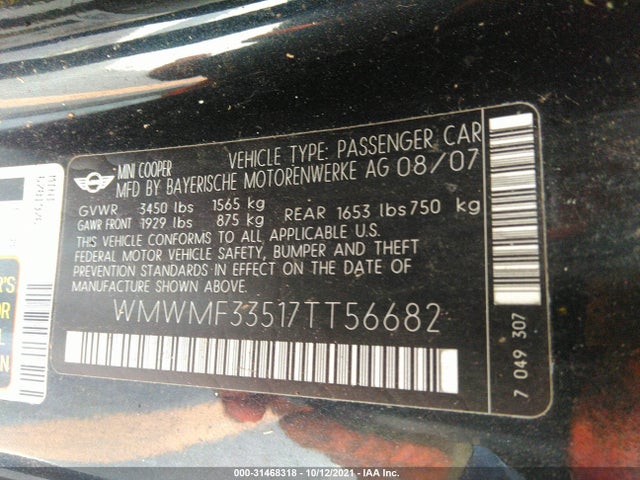 MINI COOPER
VEHICLE TYPE: PASSENGER CAR
MFD BY BAYERISCHE MOTORENWERKE AG 08/07
GVWR 3450 lbs 1565 kg
GAWR FRONT 1929 lbs 875 kg REAR 1653 lbs 750 kg
THIS VEHICLE CONFORMS TO ALL APPLICABLE U.S.
FEDERAL MOTOR VEHICLE SAFETY, BUMPER AND THEFT
PREVENTION STANDARDS IN EFFECT ON THE DATE OF
MANUFACTURE SHOWN ABOVE.
WMWMF33517TT56682
7 049 307
000-31468318 - 10/12/2021 - IAA Inc.